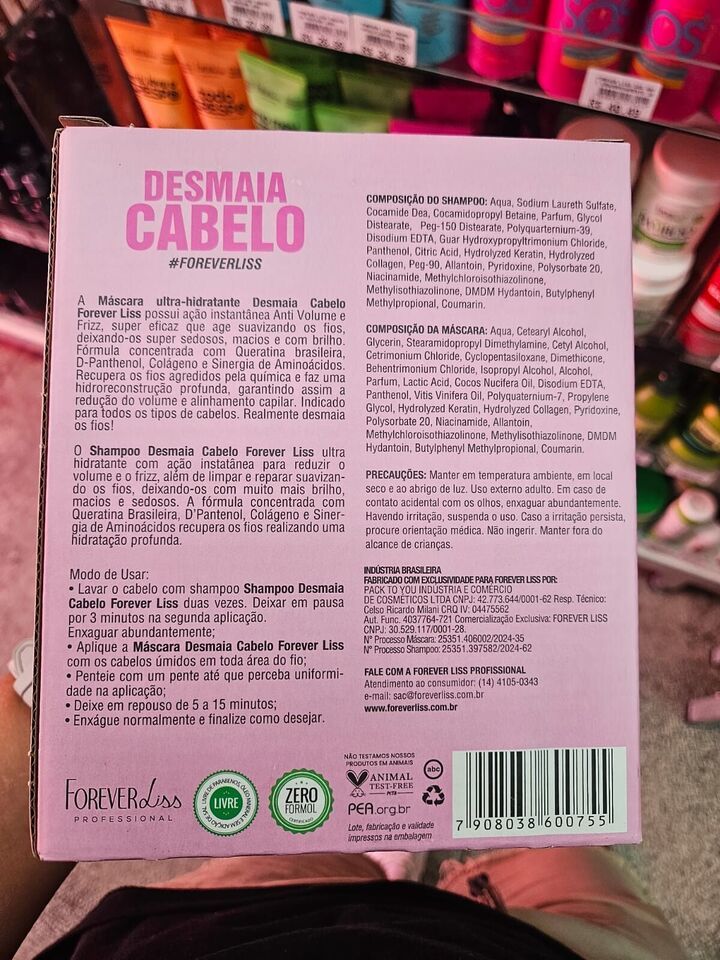 DESMAIA
CABELO
#FOREVERLISS
A Máscara ultra-hidratante Desmaia Cabelo
Forever Liss possui ação instantânea Anti Volume e
Frizz, super eficaz que age suavizando os fios,
deixando-os super sedosos, macios e com brilho.
Fórmula concentrada com Queratina brasileira,
D-Panthenol, Colágeno e Sinergia de Aminoácidos.
Recupera os fios agredidos pela química e faz uma
hidroreconstrução profunda, garantindo assim a
redução do volume e alinhamento capilar. Indicado
para todos os tipos de cabelos. Realmente desmaia
os fios!
O Shampoo Desmaia Cabelo Forever Liss ultra
hidratante com ação instantânea para reduzir o
volume e o frizz, além de limpar e reparar suavizan-
do os fios, deixando-os com muito mais brilho,
macios e sedosos. A fórmula concentrada com
Queratina Brasileira, D'Pantenol, Colágeno e Siner-
gia de Aminoácidos recupera os fios realizando uma
hidratação profunda.
Modo de Usar:
• Lavar o cabelo com shampoo Shampoo Desmaia
Cabelo Forever Liss duas vezes. Deixar em pausa
por 3 minutos na segunda aplicação.
Enxaguar abundantemente;
• Aplique a Máscara Desmaia Cabelo Forever Liss
com os cabelos úmidos em toda área do fio;
• Penteie com um pente até que perceba uniformi-
dade na aplicação;
• Deixe em repouso de 5 a 15 minutos;
• Enxágue normalmente e finalize como desejar.
COMPOSIÇÃO DO SHAMPOO: Aqua, Sodium Laureth Sulfate,
Cocamide Dea, Cocamidopropyl Betaine, Parfum, Glycol
Distearate, Peg-150 Distearate, Polyquarternium-39,
Disodium EDTA, Guar Hydroxypropyltrimonium Chloride,
Panthenol, Citric Acid, Hydrolyzed Keratin, Hydrolyzed
Collagen, Peg-90, Allantoin, Pyridoxine, Polysorbate 20,
Niacinamide, Methylchloroisothiazolinone,
Methylisothiazolinone, DMDM Hydantoin, Butylphenyl
Methylpropional, Coumarin.
COMPOSIÇÃO DA MÁSCARA: Aqua, Cetearyl Alcohol,
Glycerin, Stearamidopropyl Dimethylamine, Cetyl Alcohol,
Cetrimonium Chloride, Cyclopentasiloxane, Dimethicone,
Behentrimonium Chloride, Isopropyl Alcohol, Alcohol,
Parfum, Lactic Acid, Cocos Nucifera Oil, Disodium EDTA,
Panthenol, Vitis Vinifera Oil, Polyquaternium-7, Propylene
Glycol, Hydrolyzed Keratin, Hydrolyzed Collagen, Pyridoxine,
Polysorbate 20, Niacinamide, Allantoin,
Methylchloroisothiazolinone, Methylisothiazolinone, DMDM
Hydantoin, Butylphenyl Methylpropional, Coumarin.
PRECAUÇÕES: Manter em temperatura ambiente, em local
seco e ao abrigo de luz. Uso externo adulto. Em caso de
contato acidental com os olhos, enxaguar abundantemente.
Havendo irritação, suspenda o uso. Caso a irritação persista,
procure orientação médica. Não ingerir. Manter fora do
alcance de crianças.
INDÚSTRIA BRASILEIRA
FABRICADO COM EXCLUSIVIDADE PARA FOREVER LISS POR:
PACK TO YOU INDÚSTRIA E COMÉRCIO
DE COSMÉTICOS LTDA CNPJ: 42.773.644/0001-62 Resp. Técnico:
Celso Ricardo Milani CRQ IV: 04475562
Aut. Func. 4037764-721 Comercialização Exclusiva: FOREVER LISS
CNPJ: 30.529.117/0001-28.
Nº Processo Máscara: 25351.406002/2024-35
Nº Processo Shampoo: 25351.397582/2024-62
FALE COM A FOREVER LISS PROFISSIONAL
Atendimento ao consumidor: (14) 4105-0343
e-mail: sac@foreverliss.com.br
www.foreverliss.com.br
FOREVER Liss
PROFESSIONAL
LIVRE
ZERO
FORMOL
CERTIFICADO
NÃO TESTAMOS NOSSOS
PRODUTOS EM ANIMAIS
ANIMAL
TEST-FREE
PETA
PEA.org.br
Lote, fabricação e validade
impressos na embalagem
abc
7 908038 600755
SOS